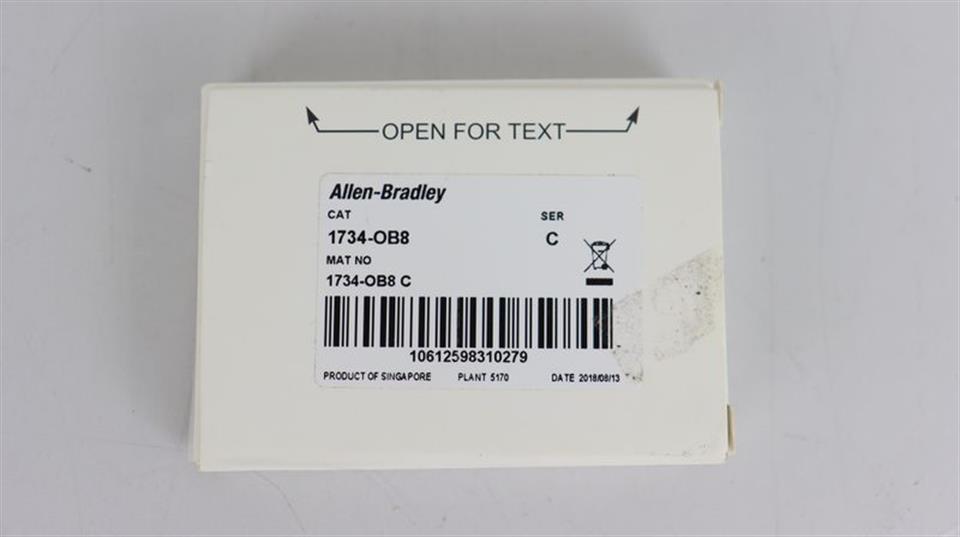 OPEN FOR TEXT
Allen-Bradley
CAT SER
1734-OB8 C
MAT NO
1734-OB8 C
10612598310279
PRODUCT OF SINGAPORE PLANT 5170 DATE 2018/08/13